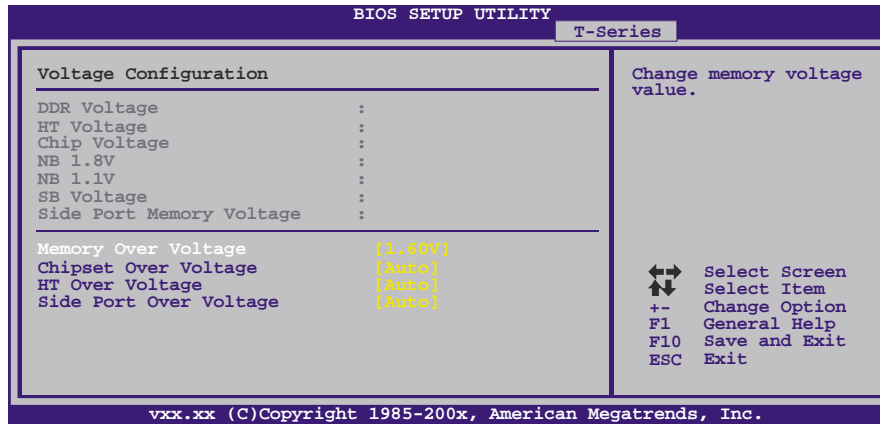 BIOS SETUP UTILITY
T-Series
Voltage Configuration
DDR Voltage :
HT Voltage :
Chip Voltage :
NB 1.8V :
NB 1.1V :
SB Voltage :
Side Port Memory Voltage :
Memory Over Voltage [1.60V]
Chipset Over Voltage [Auto]
HT Over Voltage [Auto]
Side Port Over Voltage [Auto]
Change memory voltage
value.
Select Screen
Select Item
+- Change Option
F1 General Help
F10 Save and Exit
ESC Exit
vxx.xx (C)Copyright 1985-200x, American Megatrends, Inc.